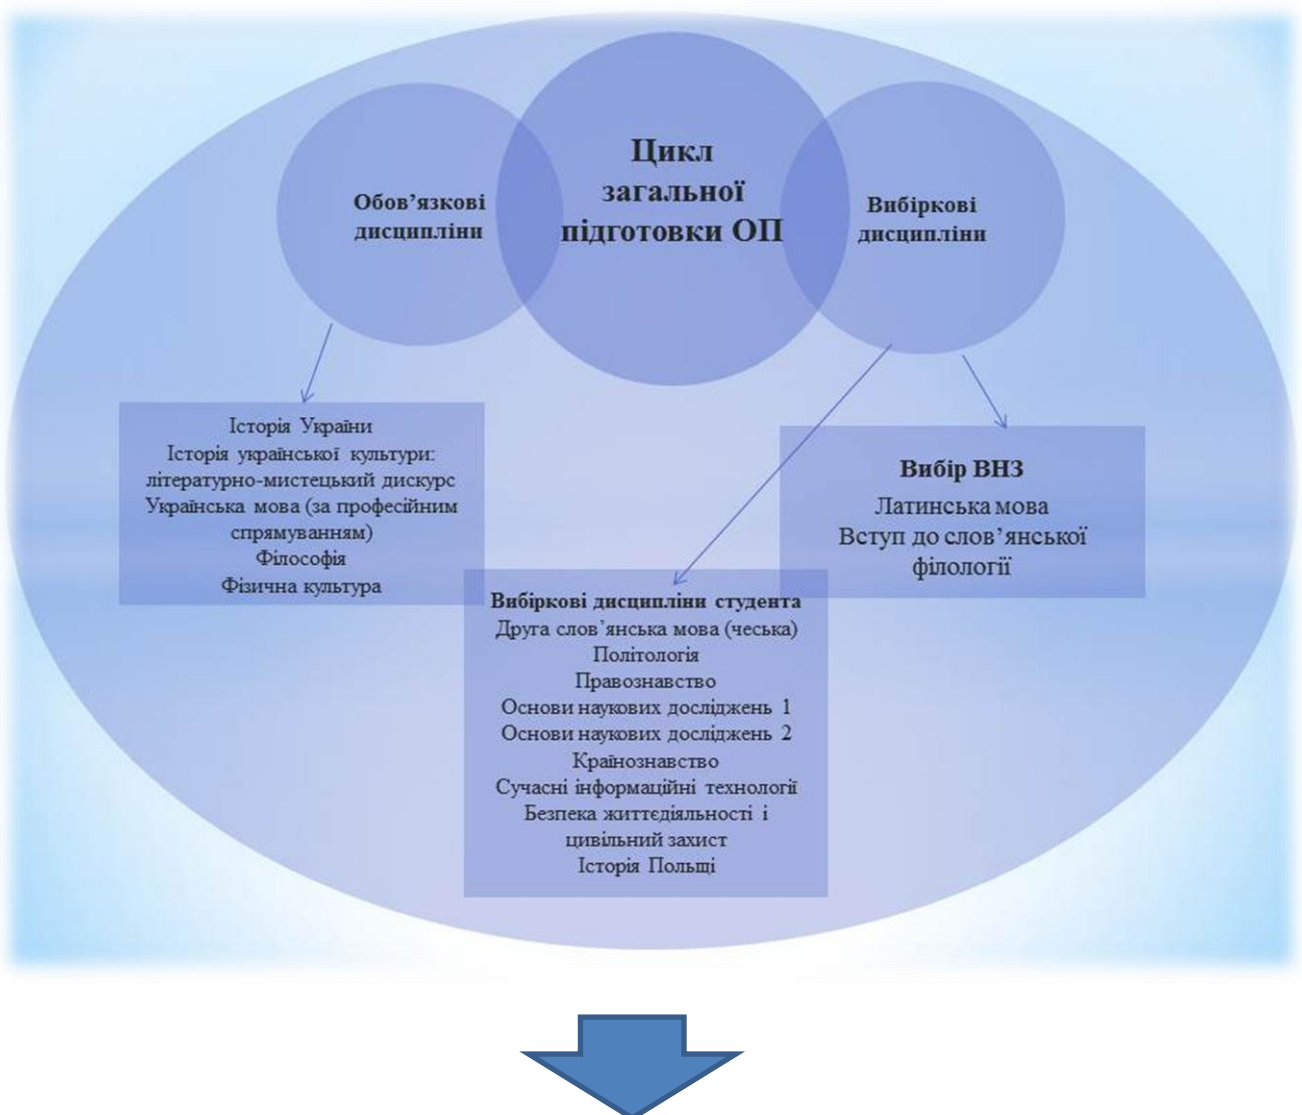 Цикл
загальної
підготовки ОП
Обов’язкові
дисципліни
Вибіркові
дисципліни
Історія України
Історія української культури:
літературно-мистецький дискурс
Українська мова (за професійним
спрямуванням)
Філософія
Фізична культура
Вибір ВНЗ
Латинська мова
Вступ до слов’янської
філології
Вибіркові дисципліни студента
Друга слов’янська мова (чеська)
Політологія
Правознавство
Основи наукових досліджень 1
Основи наукових досліджень 2
Країнознавство
Сучасні інформаційні технології
Безпека життєдіяльності і
цивільний захист
Історія Польщі